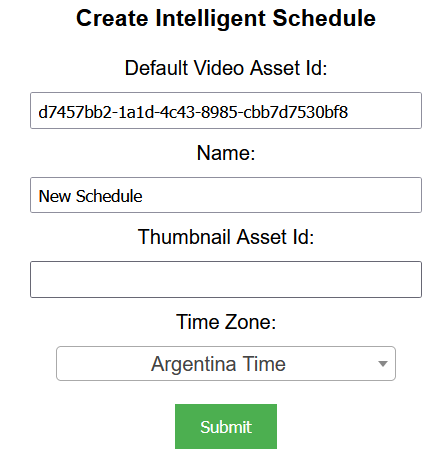 Create Intelligent Schedule
Default Video Asset Id:
d7457bb2-1a1d-4c43-8985-cbb7d7530bf8
Name:
New Schedule
Thumbnail Asset Id:
Time Zone:
Argentina Time
Submit